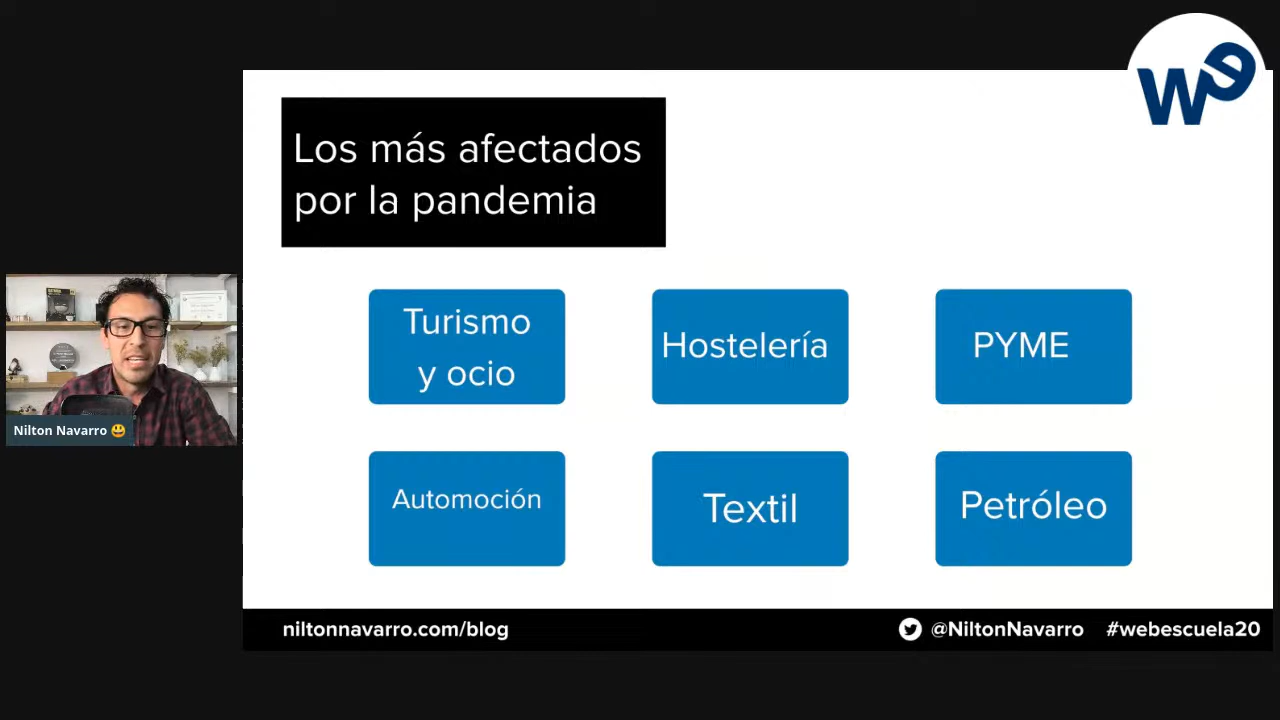 we
Los más afectados
por la pandemia
Turismo
y ocio
Hostelería
PYME
Automoción
Textil
Petróleo
Nilton Navarro 😃
niltonnavarro.com/blog
@NiltonNavarro
#webescuela20